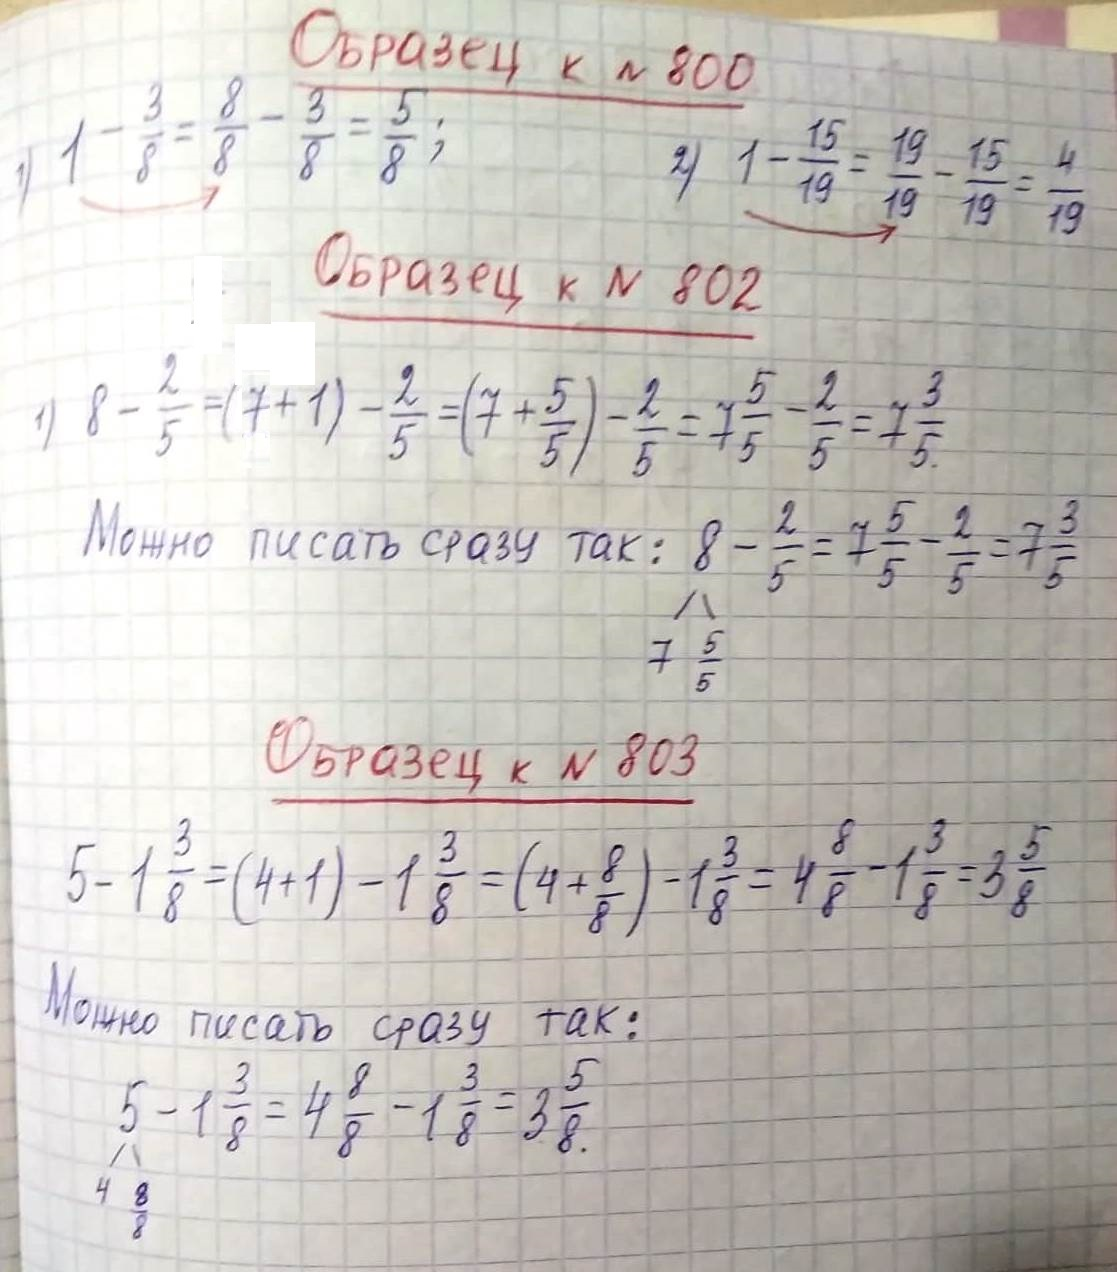 Образец к № 800
1) 1 - 3/8 = 8/8 - 3/8 = 5/8; 2) 1 - 15/19 = 19/19 - 15/19 = 4/19
Образец к № 802
1) 8 - 2/5 = (7 + 1) - 2/5 = (7 + 5/5) - 2/5 = 7 5/5 - 2/5 = 7 3/5.
Можно писать сразу так: 8 - 2/5 = 7 5/5 - 2/5 = 7 3/5
7 5/5
Образец к № 803
5 - 1 3/8 = (4 + 1) - 1 3/8 = (4 + 8/8) - 1 3/8 = 4 8/8 - 1 3/8 = 3 5/8
Можно писать сразу так:
5 - 1 3/8 = 4 8/8 - 1 3/8 = 3 5/8.
4 8/8